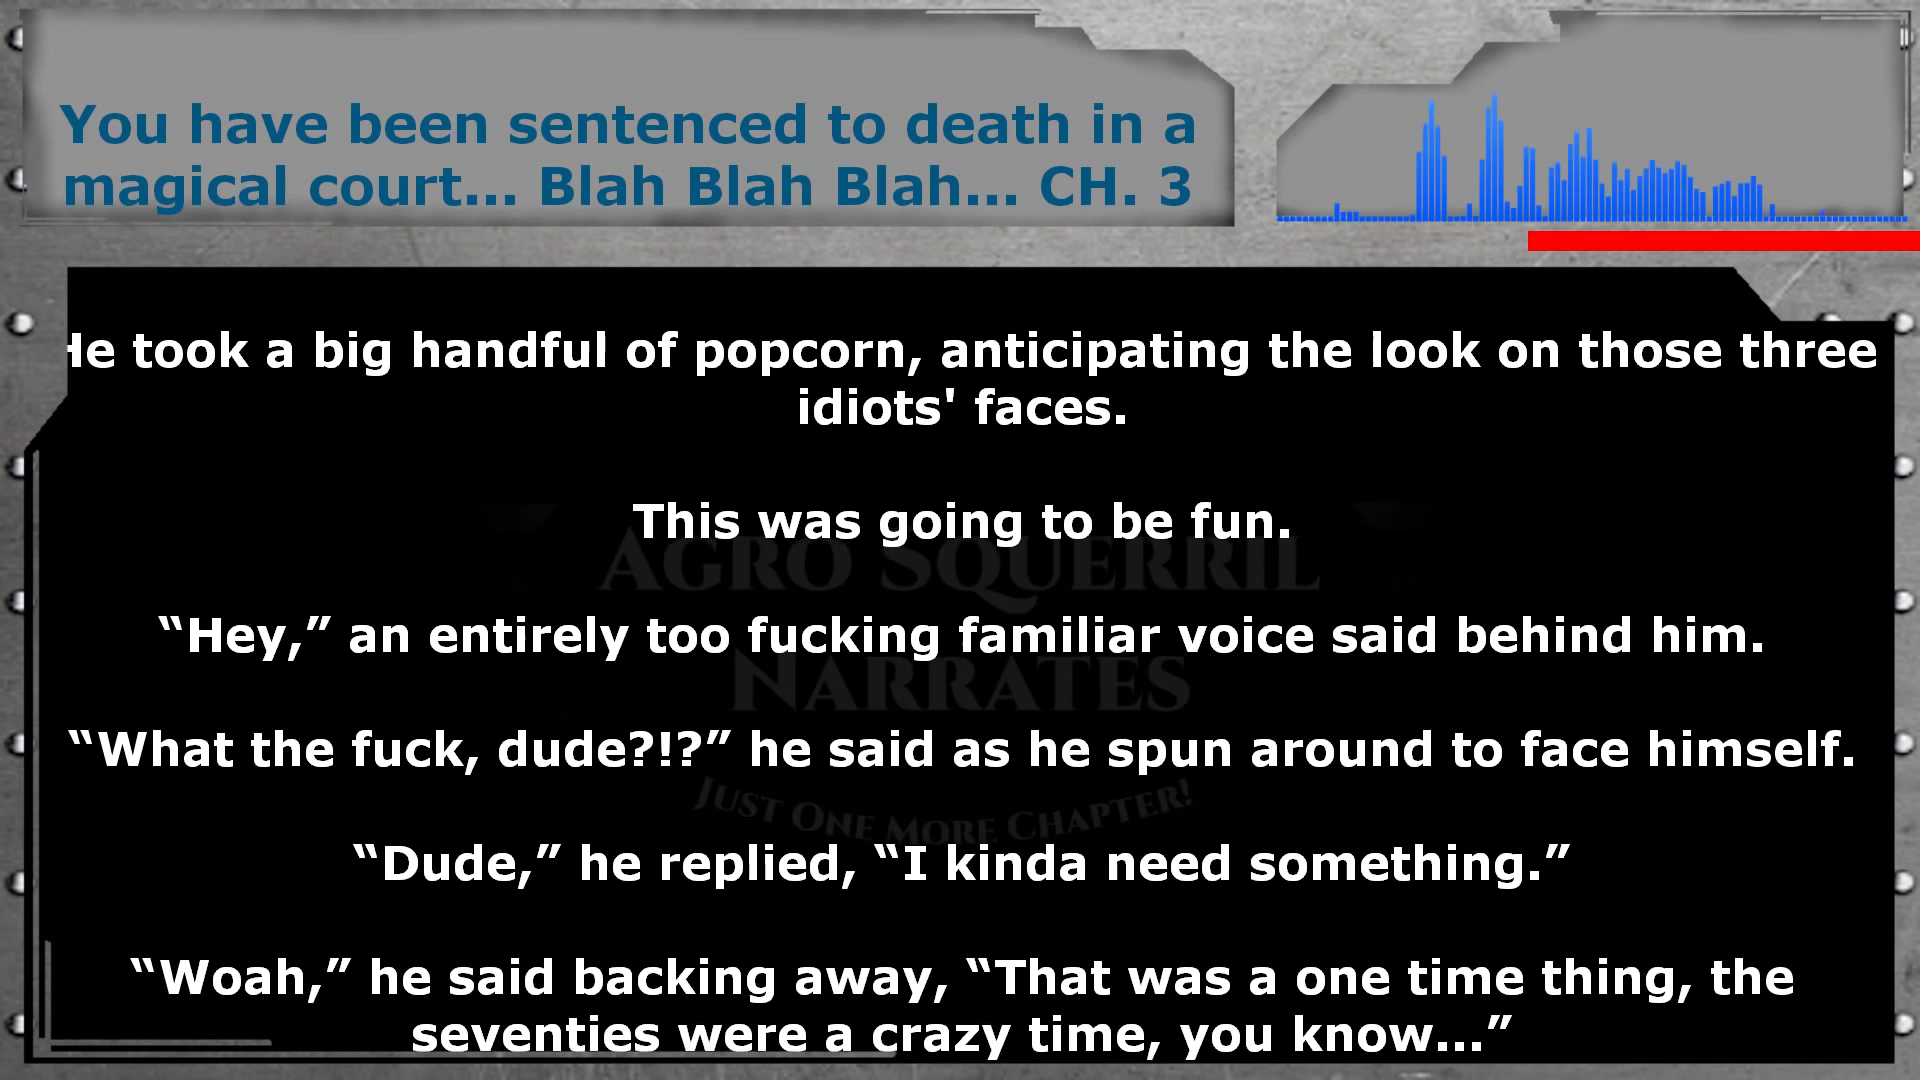 You have been sentenced to death in a
magical court... Blah Blah Blah... CH. 3
He took a big handful of popcorn, anticipating the look on those three
idiots' faces.
This was going to be fun.
AGRO SQUERRIL
“Hey,” an entirely too fucking familiar voice said behind him.
NARRATES
“What the fuck, dude?!?” he said as he spun around to face himself.
JUST ONE MORE CHAPTER!
“Dude,” he replied, “I kinda need something.”
“Woah,” he said backing away, “That was a one time thing, the
seventies were a crazy time, you know...”